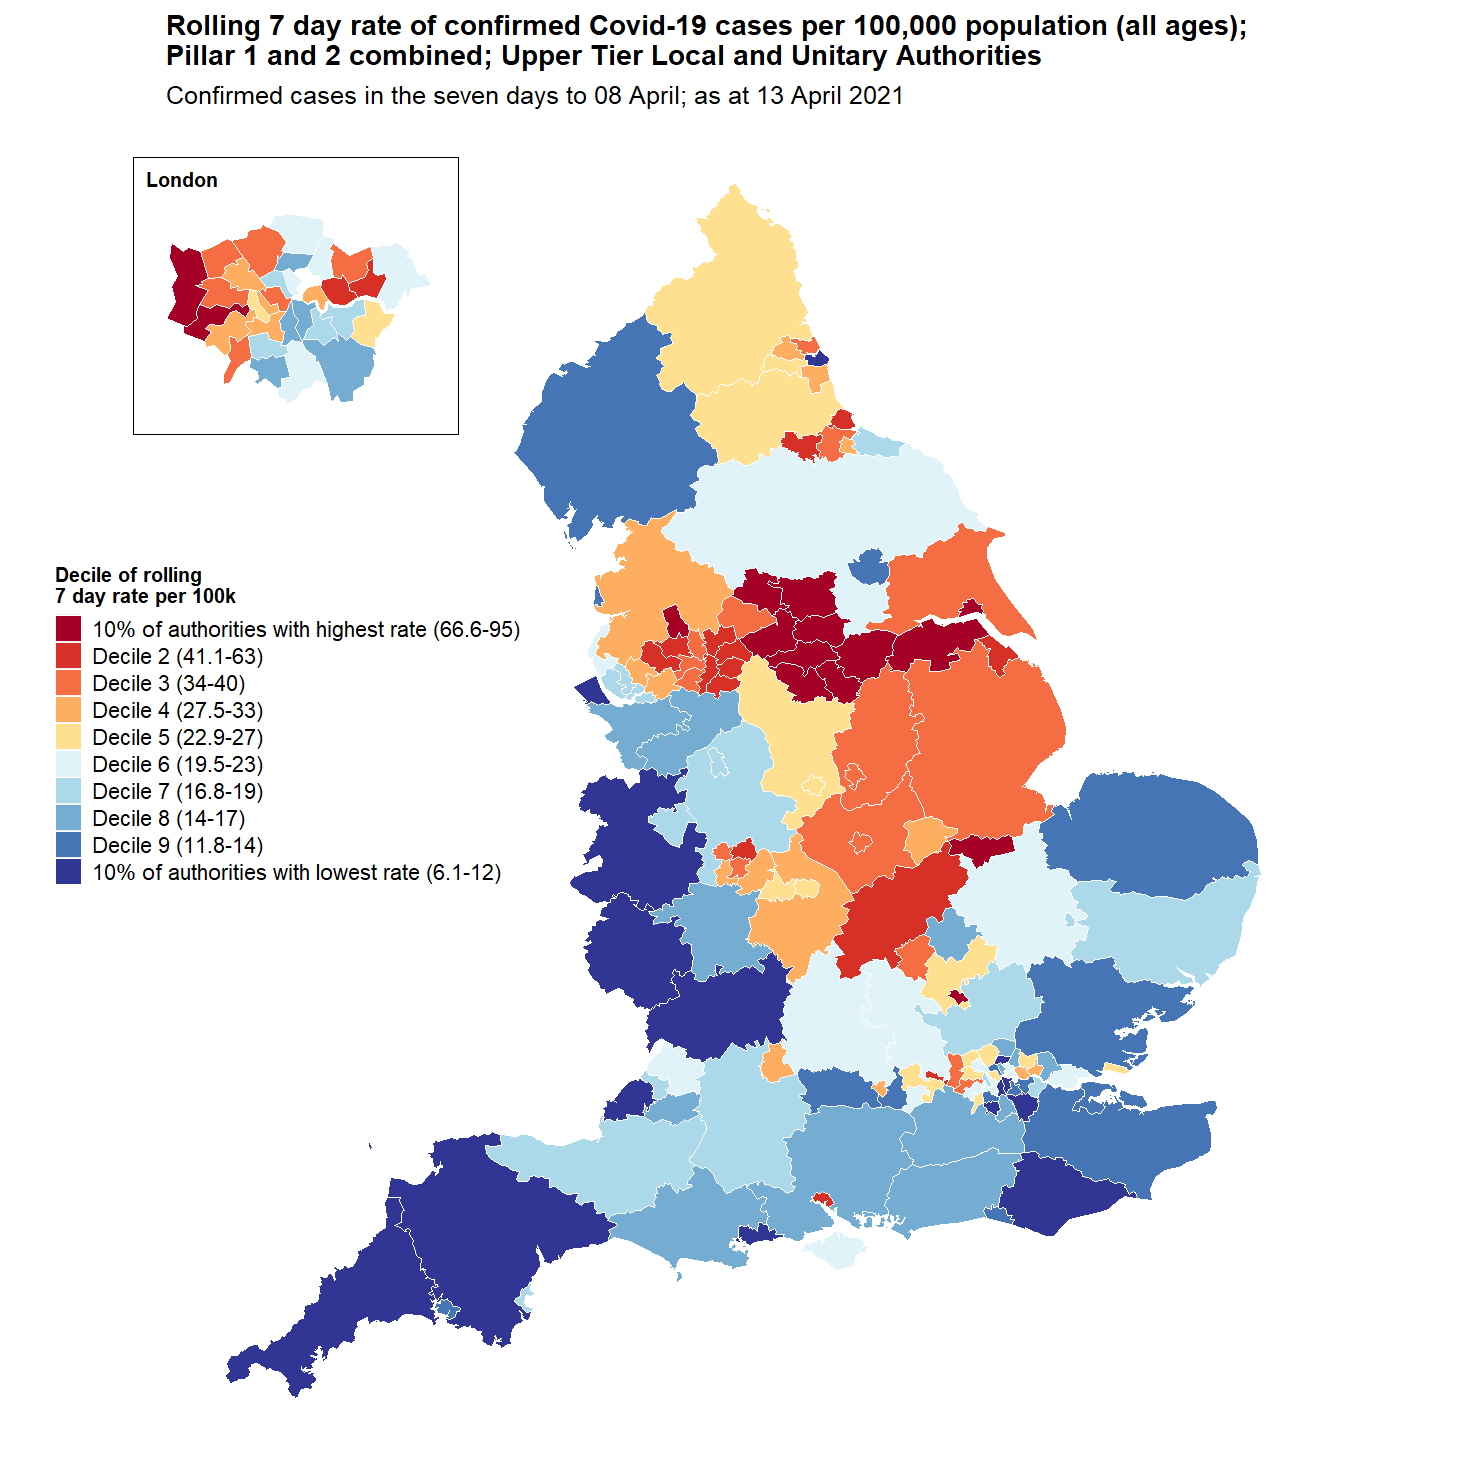 Rolling 7 day rate of confirmed Covid-19 cases per 100,000 population (all ages);
Pillar 1 and 2 combined; Upper Tier Local and Unitary Authorities
Confirmed cases in the seven days to 08 April; as at 13 April 2021
London
Decile of rolling
7 day rate per 100k
10% of authorities with highest rate (66.6-95)
Decile 2 (41.1-63)
Decile 3 (34-40)
Decile 4 (27.5-33)
Decile 5 (22.9-27)
Decile 6 (19.5-23)
Decile 7 (16.8-19)
Decile 8 (14-17)
Decile 9 (11.8-14)
10% of authorities with lowest rate (6.1-12)